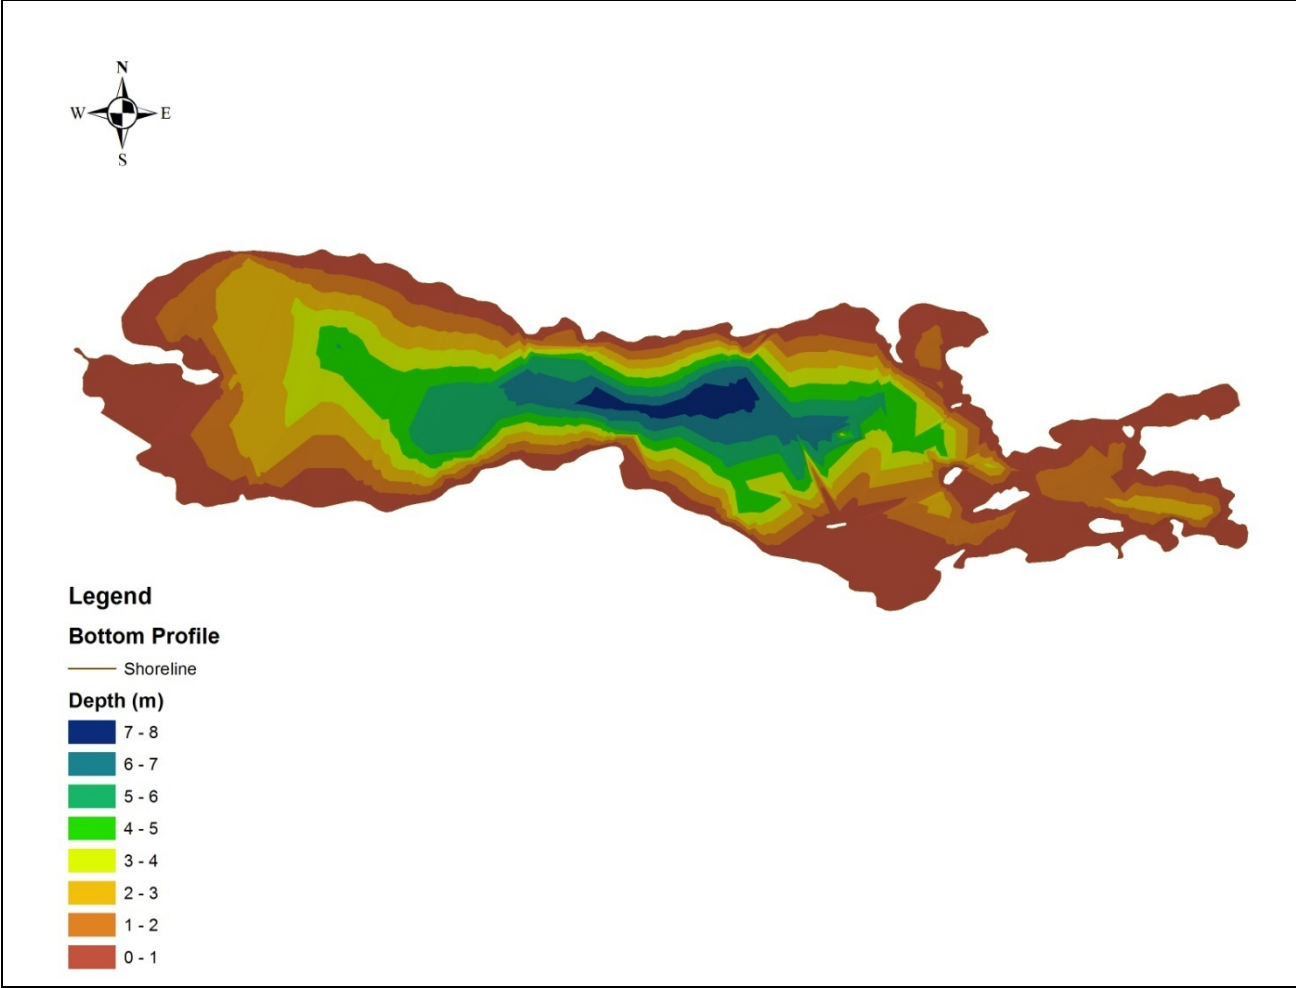 N
W E
S
Legend
Bottom Profile
Shoreline
Depth (m)
7 - 8
6 - 7
5 - 6
4 - 5
3 - 4
2 - 3
1 - 2
0 - 1